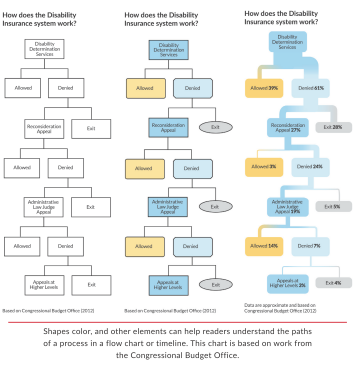 How does the Disability
Insurance system work?
Disability
Determination
Services
Allowed
Denied
Reconsideration
Appeal
Exit
Allowed
Denied
Administrative
Law Judge
Appeal
Exit
Allowed
Denied
Appeals at
Higher Levels
Exit
Based on Congressional Budget Office (2012)
How does the Disability
Insurance system work?
Disability
Determination
Services
Allowed
Denied
Reconsideration
Appeal
Exit
Allowed
Denied
Administrative
Law Judge
Appeal
Exit
Allowed
Denied
Appeals at
Higher Levels
Exit
Based on Congressional Budget Office (2012)
How does the Disability
Insurance system work?
Disability
Determination
Services
Allowed 39%
Denied 61%
Reconsideration
Appeal 27%
Exit 28%
Allowed 3%
Denied 24%
Administrative
Law Judge
Appeal 19%
Exit 5%
Allowed 14%
Denied 7%
Appeals at
Higher Levels 3%
Exit 4%
Data are approximate and based on
Congressional Budget Office (2012)
Shapes color, and other elements can help readers understand the paths
of a process in a flow chart or timeline. This chart is based on work from
the Congressional Budget Office.